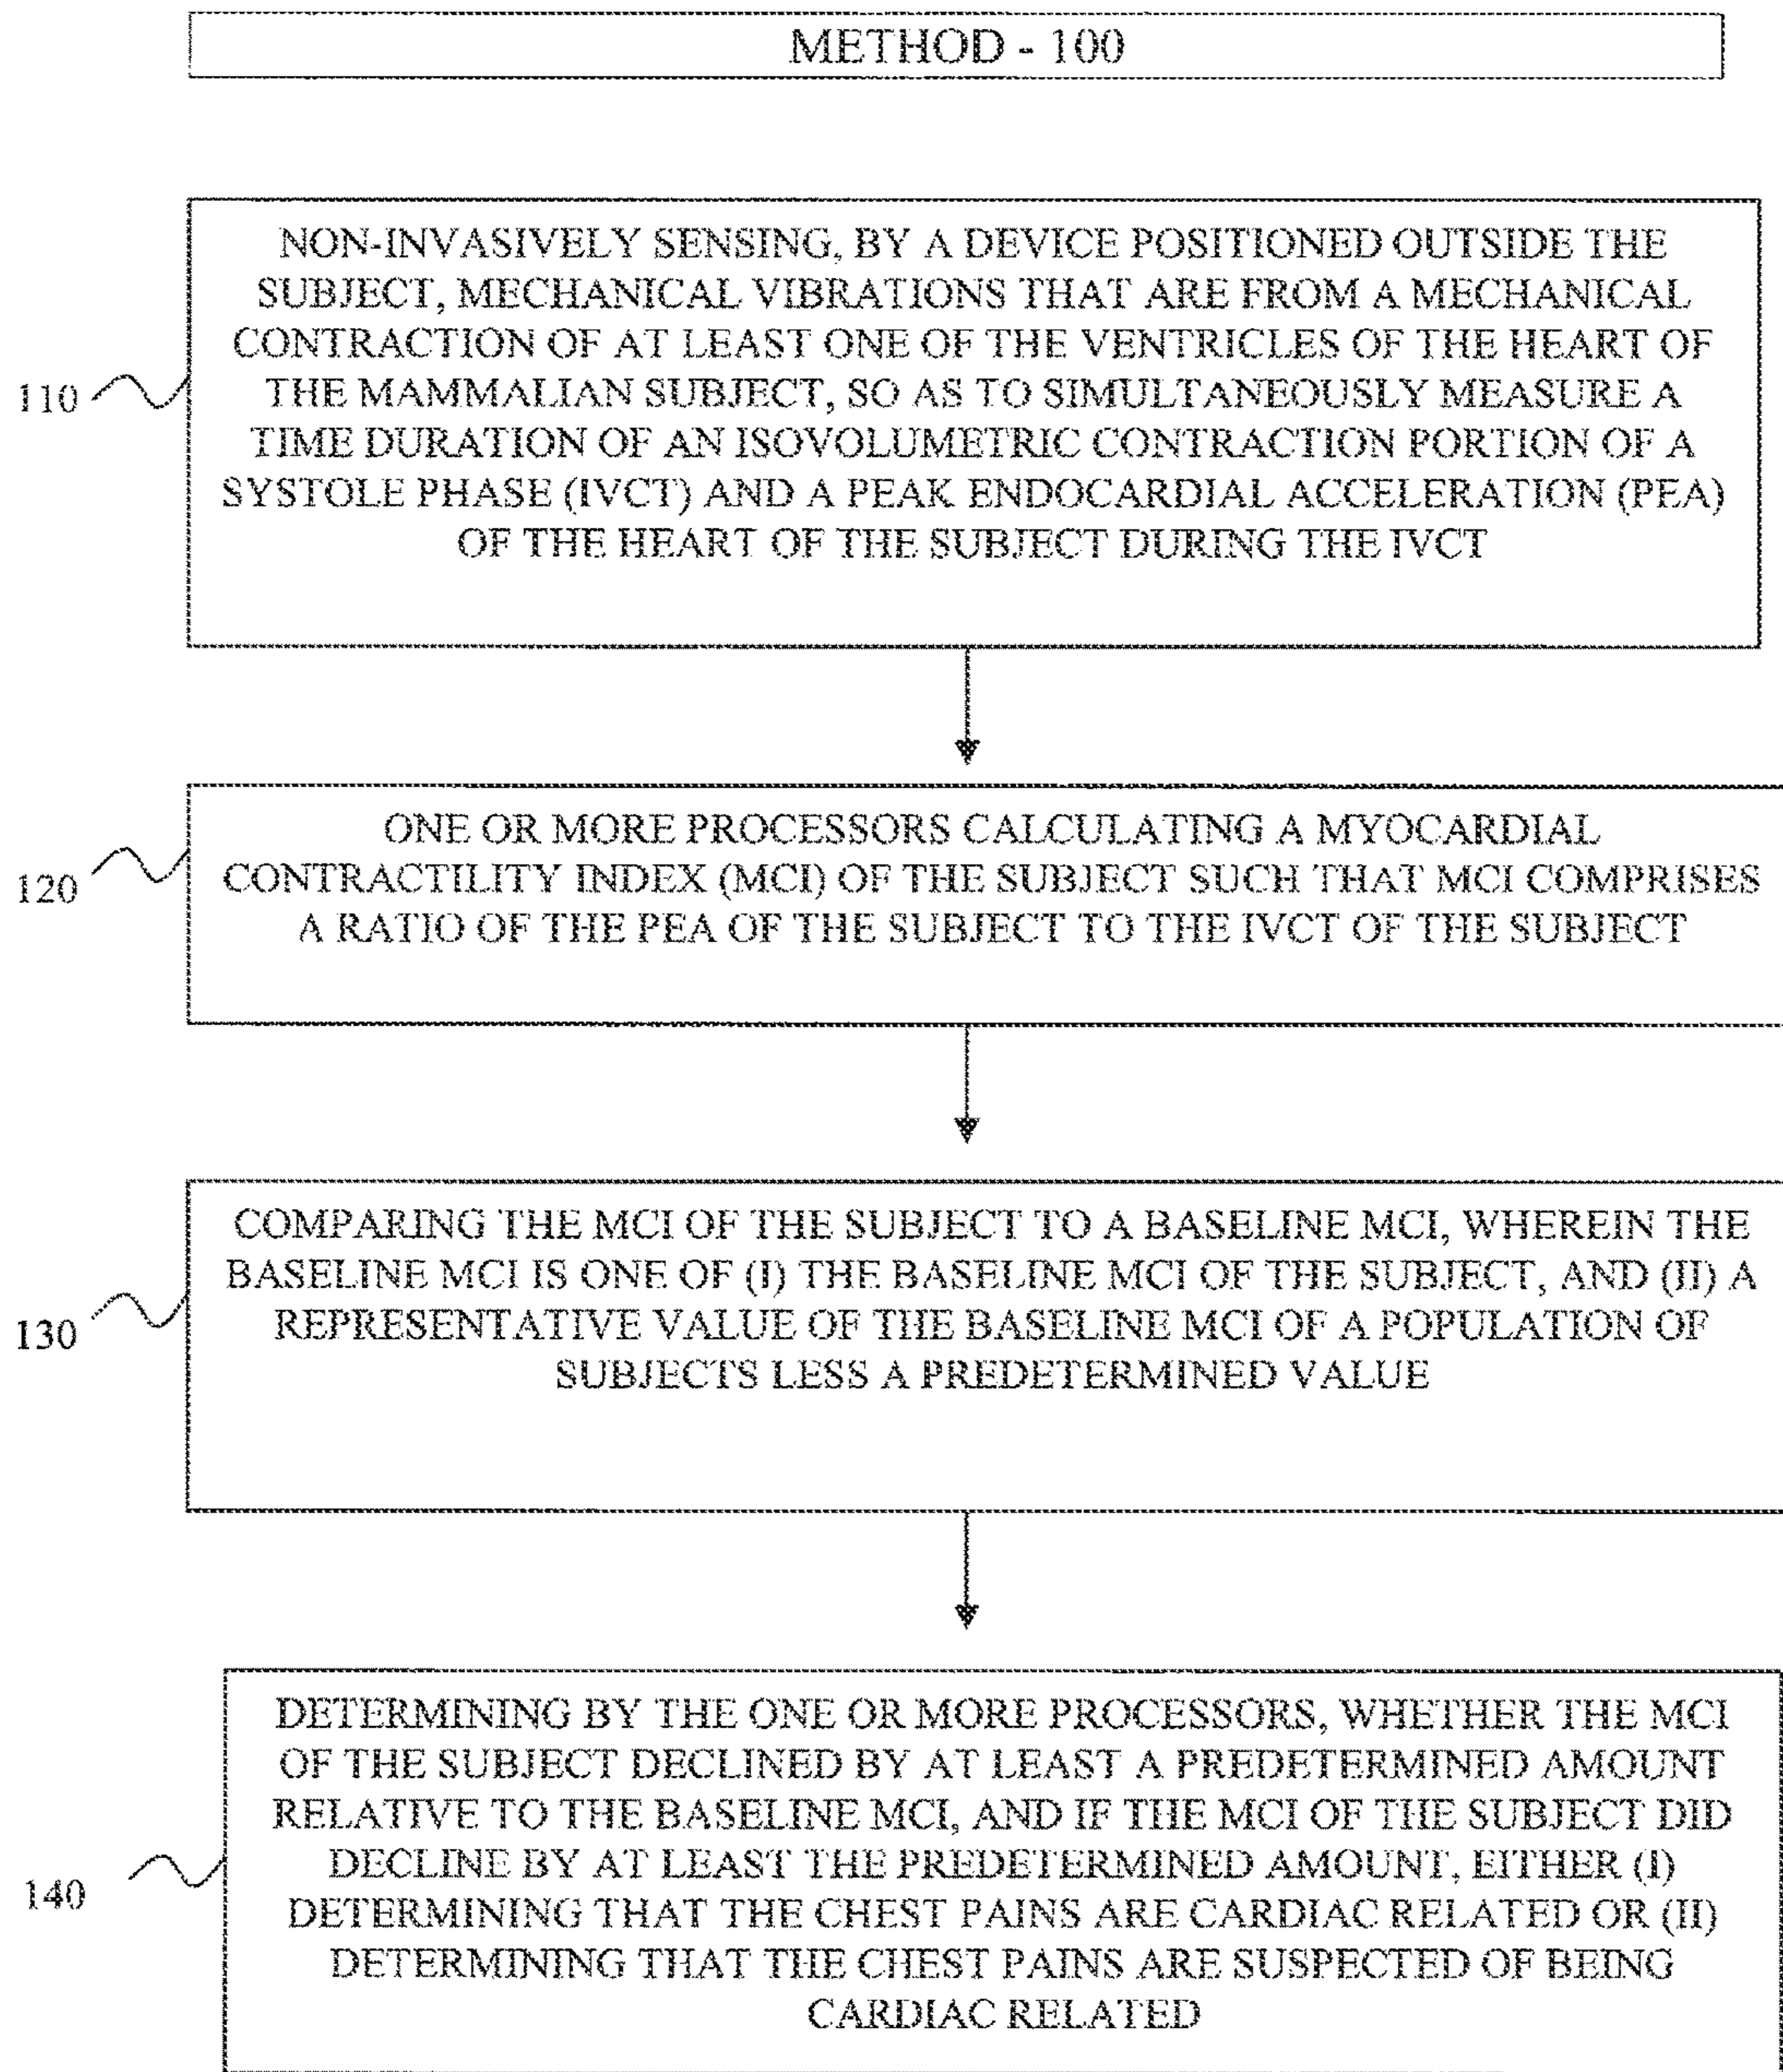 METHOD - 100
NON-INVASIVELY SENSING, BY A DEVICE POSITIONED OUTSIDE THE
SUBJECT, MECHANICAL VIBRATIONS THAT ARE FROM A MECHANICAL
CONTRACTION OF AT LEAST ONE OF THE VENTRICLES OF THE HEART OF
THE MAMMALIAN SUBJECT, SO AS TO SIMULTANEOUSLY MEASURE A
TIME DURATION OF AN ISOVOLUMETRIC CONTRACTION PORTION OF A
SYSTOLE PHASE (IVCT) AND A PEAK ENDOCARDIAL ACCELERATION (PEA)
OF THE HEART OF THE SUBJECT DURING THE IVCT
110
ONE OR MORE PROCESSORS CALCULATING A MYOCARDIAL
CONTRACTILITY INDEX (MCI) OF THE SUBJECT SUCH THAT MCI COMPRISES
A RATIO OF THE PEA OF THE SUBJECT TO THE IVCT OF THE SUBJECT
120
COMPARING THE MCI OF THE SUBJECT TO A BASELINE MCI, WHEREIN THE
BASELINE MCI IS ONE OF (I) THE BASELINE MCI OF THE SUBJECT, AND (II) A
REPRESENTATIVE VALUE OF THE BASELINE MCI OF A POPULATION OF
SUBJECTS LESS A PREDETERMINED VALUE
130
DETERMINING BY THE ONE OR MORE PROCESSORS, WHETHER THE MCI
OF THE SUBJECT DECLINED BY AT LEAST A PREDETERMINED AMOUNT
RELATIVE TO THE BASELINE MCI, AND IF THE MCI OF THE SUBJECT DID
DECLINE BY AT LEAST THE PREDETERMINED AMOUNT, EITHER (I)
DETERMINING THAT THE CHEST PAINS ARE CARDIAC RELATED OR (II)
DETERMINING THAT THE CHEST PAINS ARE SUSPECTED OF BEING
CARDIAC RELATED
140